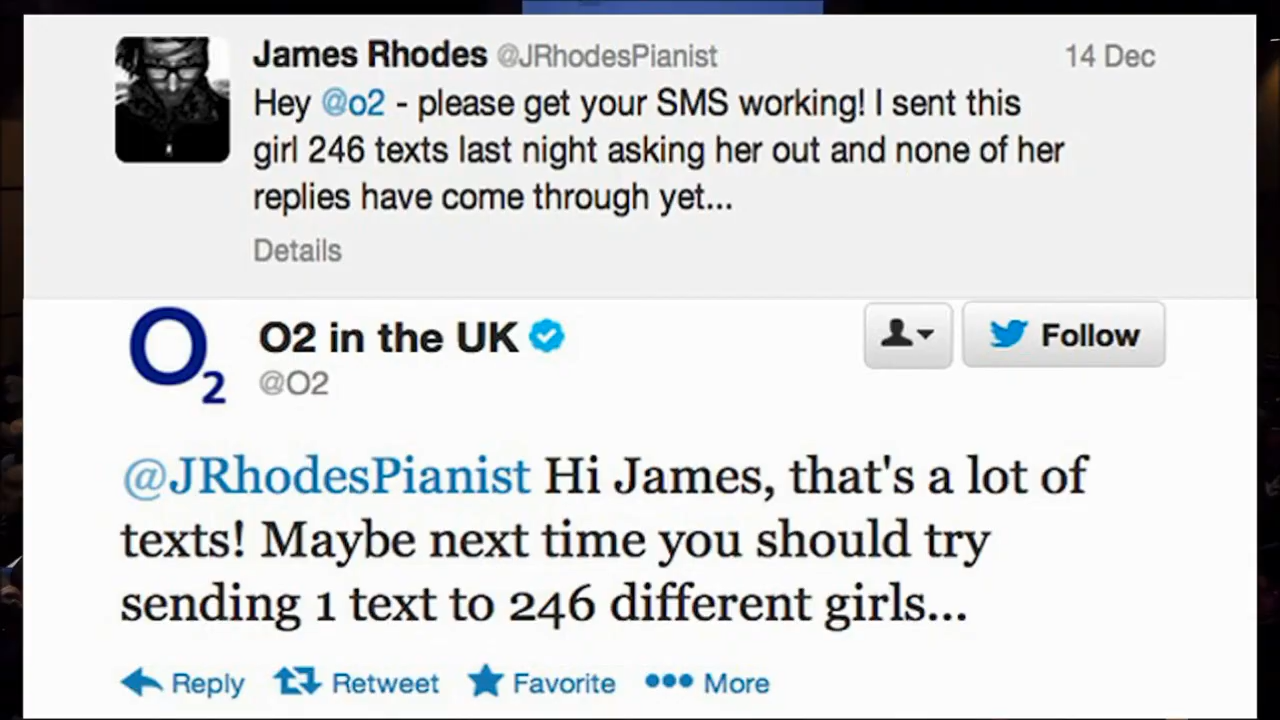 James Rhodes @JRhodesPianist 14 Dec
Hey @o2 - please get your SMS working! I sent this
girl 246 texts last night asking her out and none of her
replies have come through yet...
Details
O2
O2 in the UK
Follow
@O2
@JRhodesPianist Hi James, that's a lot of
texts! Maybe next time you should try
sending 1 text to 246 different girls...
Reply Retweet Favorite More